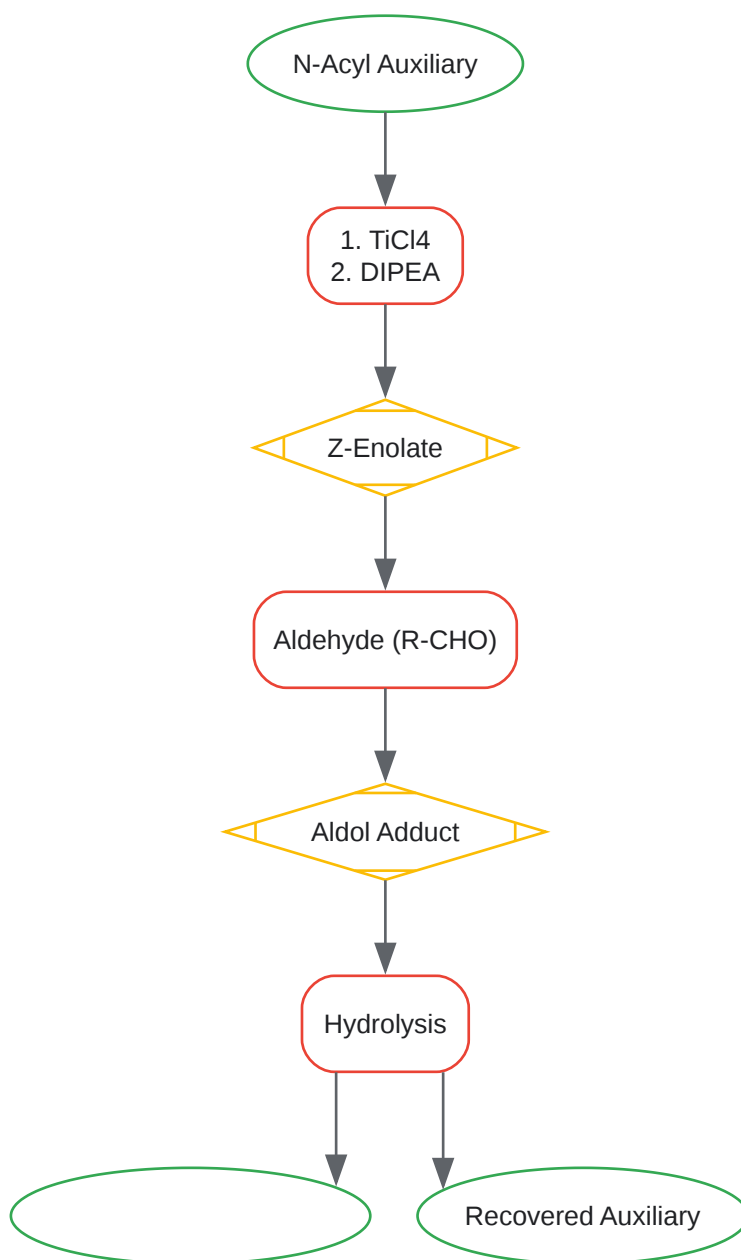 N-Acyl Auxiliary
1. TiCl4
2. DIPEA
Z-Enolate
Aldehyde (R-CHO)
Aldol Adduct
Hydrolysis
Recovered Auxiliary